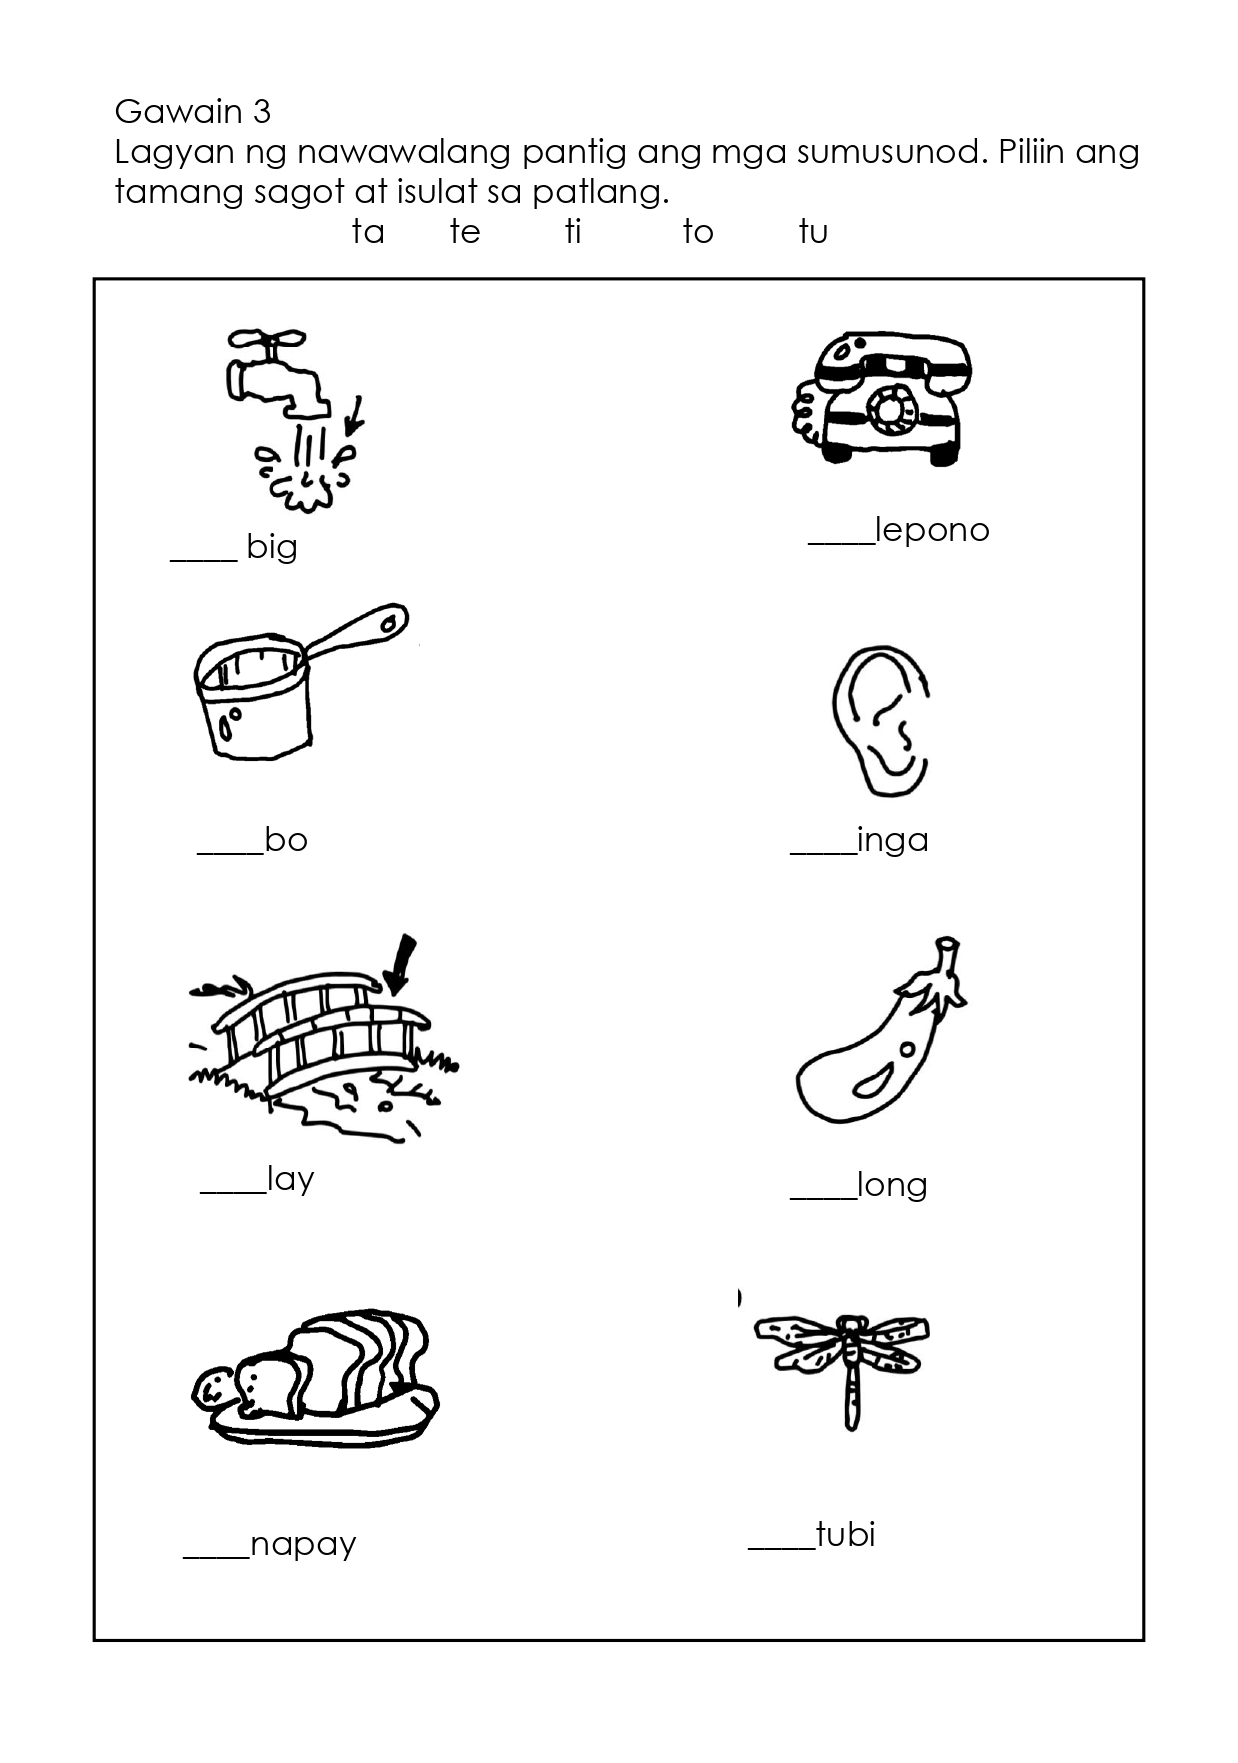 Gawain 3
Lagyan ng nawawalang pantig ang mga sumusunod. Piliin ang
tamang sagot at isulat sa patlang.
ta te ti to tu
____ big
____lepono
____bo
____inga
____lay
____long
____napay
____tubi